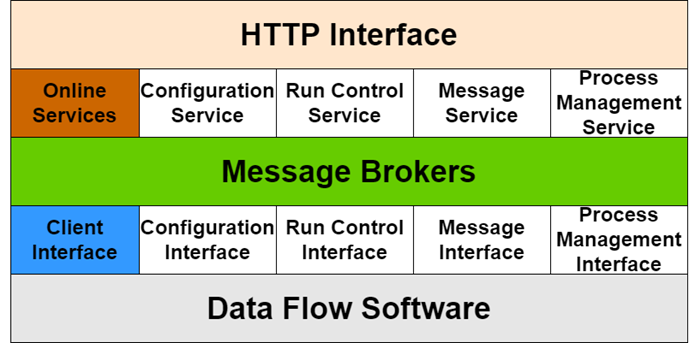 HTTP Interface
Online
Services
Configuration
Service
Run Control
Service
Message
Service
Process
Management
Service
Message Brokers
Client
Interface
Configuration
Interface
Run Control
Interface
Message
Interface
Process
Management
Interface
Data Flow Software